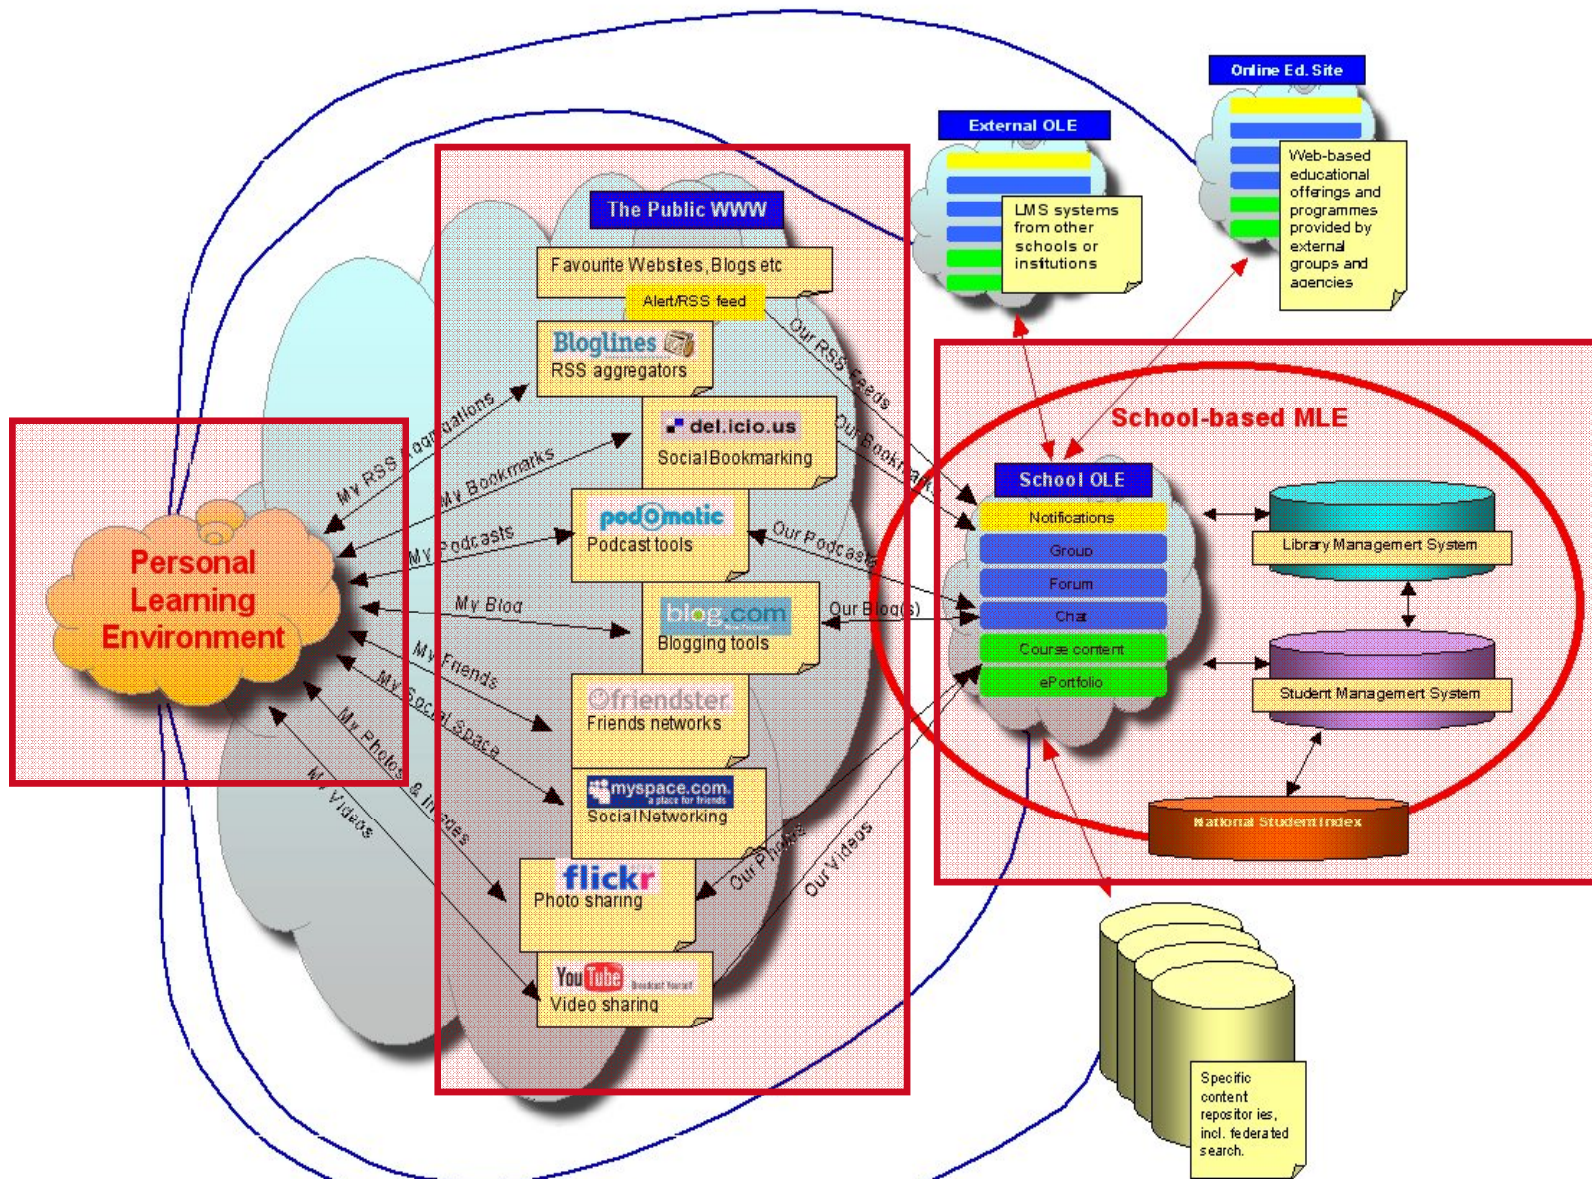 Online Ed. Site
Web-based
educational
offerings and
programmes
provided by
external
groups and
agencies
External OLE
LMS systems
from other
schools or
institutions
The Public WWW
Favourite Websites, Blogs etc
Alert/RSS feed
Bloglines
RSS aggregators
del.icio.us
Social Bookmarking
podomatic
Podcast tools
blog.com
Blogging tools
friendster.
Friends networks
myspace.com.
a place for friends
Social Networking
flickr
Photo sharing
YouTube
Broadcast Yourself
Video sharing
Personal
Learning
Environment
My RSS
My Bookmarks
My Podcasts
My Blog
My Friends
My Social Space
My Photos & Images
My Videos
Our RSS Feeds
Our Bookmarks
Our Podcasts
Our Blog(s)
Our Photos
Our Videos
School-based MLE
School OLE
Notifications
Group
Forum
Chat
Course content
ePortfolio
Library Management System
Student Management System
National Student Index
Specific
content
repositories,
incl. federated
search.